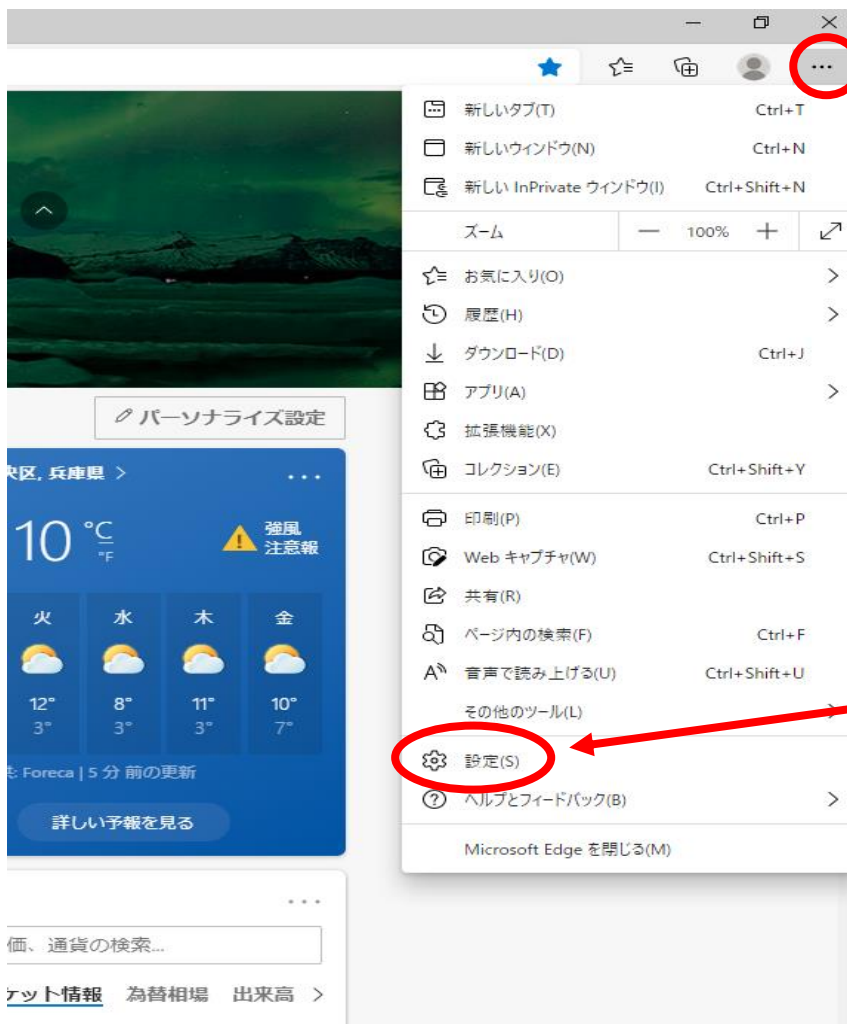 新しいタブ(T) Ctrl+T
新しいウィンドウ(N) Ctrl+N
新しい InPrivate ウィンドウ(I) Ctrl+Shift+N
ズーム 100%
お気に入り(O)
履歴(H)
ダウンロード(D) Ctrl+J
アプリ(A)
拡張機能(X)
コレクション(E) Ctrl+Shift+Y
印刷(P) Ctrl+P
Web キャプチャ(W) Ctrl+Shift+S
共有(R)
ページ内の検索(F) Ctrl+F
音声で読み上げる(U) Ctrl+Shift+U
その他のツール(L)
設定(S)
ヘルプとフィードバック(B)
Microsoft Edge を閉じる(M)
パーソナライズ設定
区, 兵庫県
10 °C
°F
強風
注意報
火 水 木 金
12° 8° 11° 10°
3° 3° 3° 7°
: Foreca | 5 分 前の更新
詳しい予報を見る
価、通貨の検索...
ケット情報 為替相場 出来高